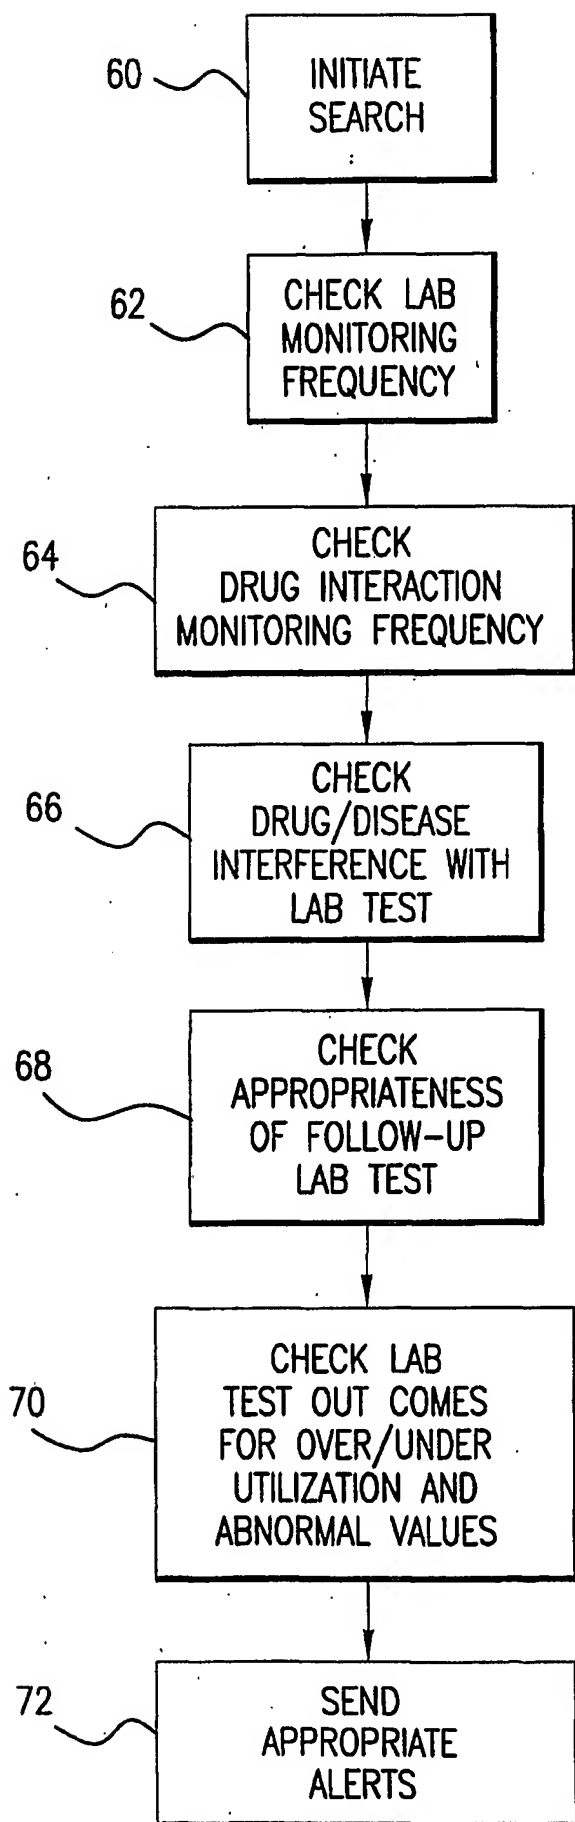 60
INITIATE
SEARCH
62
CHECK LAB
MONITORING
FREQUENCY
64
CHECK
DRUG INTERACTION
MONITORING FREQUENCY
66
CHECK
DRUG/DISEASE
INTERFERENCE WITH
LAB TEST
68
CHECK
APPROPRIATENESS
OF FOLLOW-UP
LAB TEST
70
CHECK LAB
TEST OUT COMES
FOR OVER/UNDER
UTILIZATION AND
ABNORMAL VALUES
72
SEND
APPROPRIATE
ALERTS